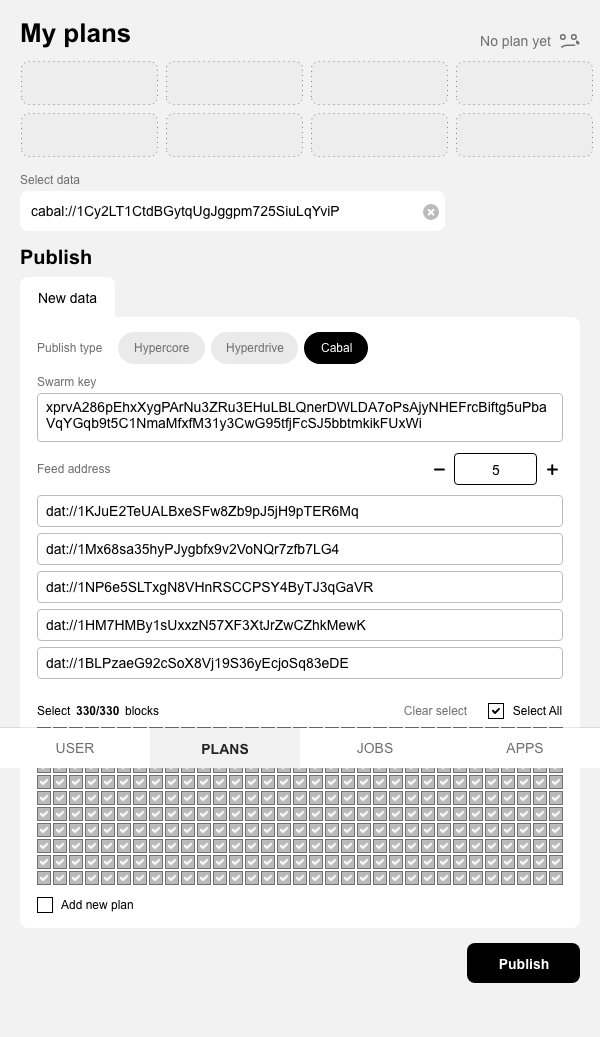 My plans
No plan yet
Select data
cabal://1Cy2LT1CtdBGytqUgJggpm725SiuLqYviP
Publish
New data
Publish type Hypercore Hyperdrive Cabal
Swarm key
xprvA286pEhxXygPArNu3ZRu3EHuLBLQnerDWLDA7oPsAjyNHEFrcBiftg5uPba
VqYGqb9t5C1NmaMfxfM31y3CwG95tfjFcSJ5bbtmkikFUxWi
Feed address 5
dat://1KJuE2TeUALBxeSFw8Zb9pJ5jH9pTER6Mq
dat://1Mx68sa35hyPJygbfx9v2VoNQr7zfb7LG4
dat://1NP6e5SLTxgN8VHnRSCCPSY4ByTJ3qGaVR
dat://1HM7HMBy1sUxxzN57XF3XtJrZwCZhkMewK
dat://1BLPzaeG92cSoX8Vj19S36yEcjoSq83eDE
Select 330/330 blocks Clear select Select All
USER PLANS JOBS APPS
Add new plan
Publish